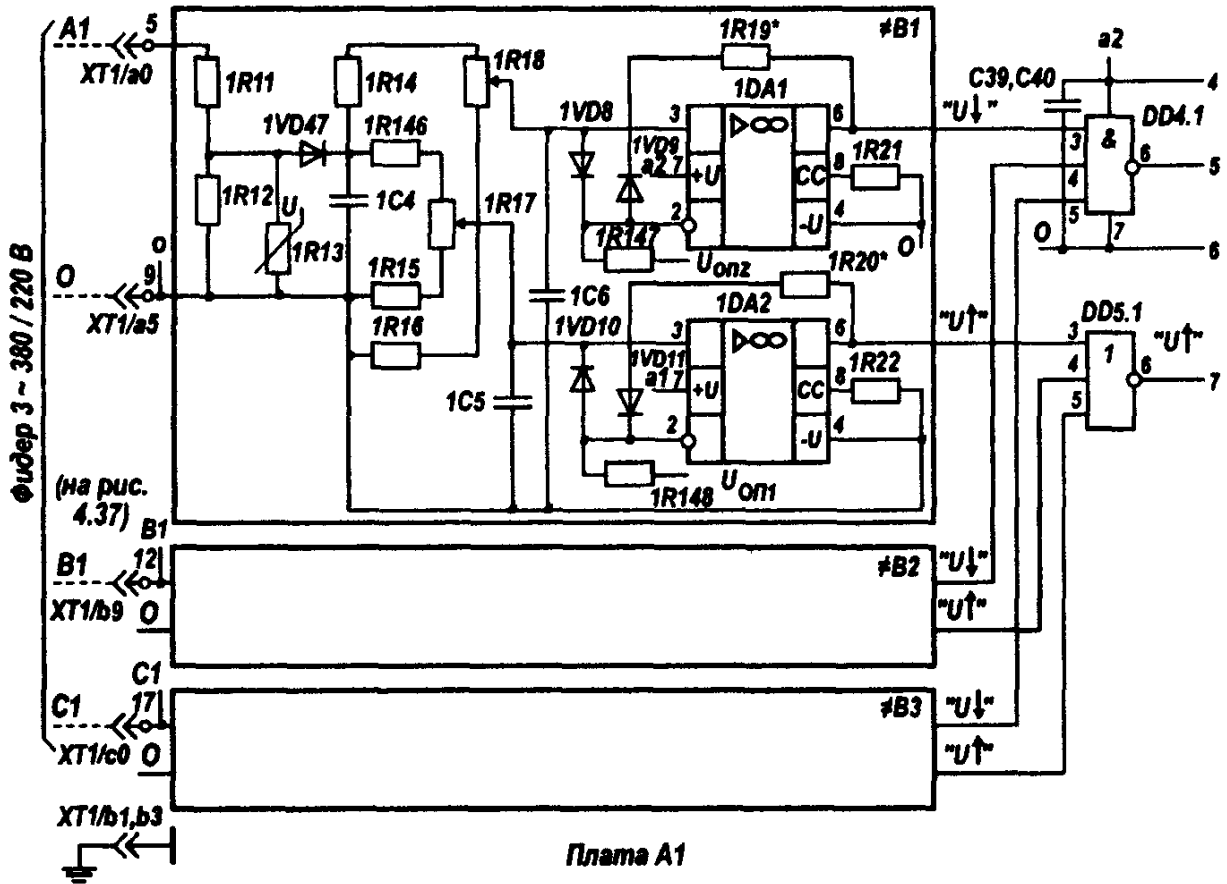 A1
5
XT1/a0
≠B1
1R11
1R14
1R18
1R19*
1DA1
a2
C39,C40
4
1VD8
3
6
"U↓"
DD4.1
1VD47
1R146
1VD9
a2
7
+U
CC
8
1R21
3
&
6
5
4
5
1R12
U
1R13
1C4
1R17
2
-U
4
O
1R147
Uоп2
1R20*
O
7
6
Фидер 3 ~ 380 / 220 В
O
o
9
XT1/a5
1R15
1C6
1DA2
1R16
1VD10
3
6
"U↑"
DD5.1
3
1
"U↑"
1VD11
a1
7
+U
CC
8
1R22
4
6
7
1C5
5
2
-U
4
(на рис.
4.37)
1R148
Uоп1
B1
B1
12
≠B2
"U↓"
XT1/b9
O
"U↑"
C1
C1
17
≠B3
"U↓"
XT1/c0
O
"U↑"
XT1/b1,b3
Плата A1